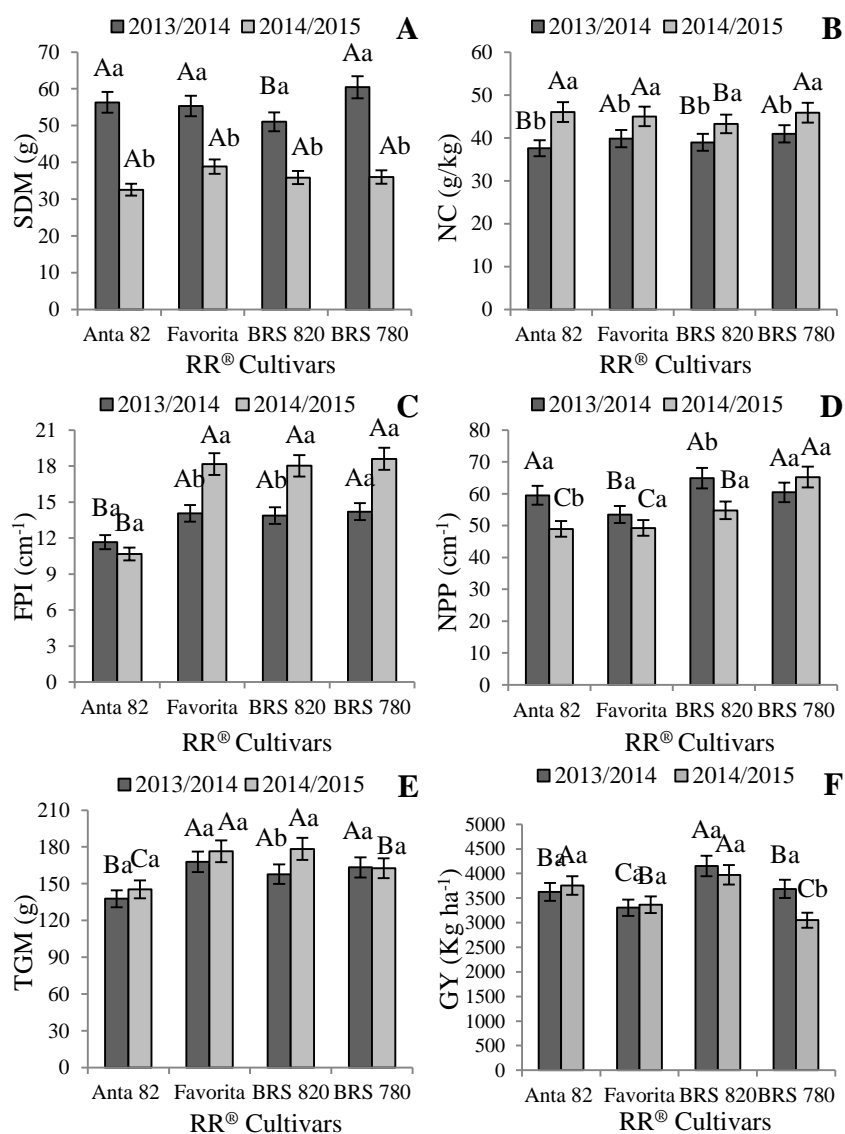 2013/2014 2014/2015 A
70
60
50
40
30
20
10
0
SDM (g)
Aa Ab Aa Ab Ba Ab Aa Ab
Anta 82 Favorita BRS 820 BRS 780
RR® Cultivars
2013/2014 2014/2015 B
60
50
40
30
20
10
0
NC (g/kg)
Bb Aa Ab Aa Bb Ba Ab Aa
Anta 82 Favorita BRS 820 BRS 780
RR® Cultivars
2013/2014 2014/2015 C
21
18
15
12
9
6
3
0
FPI (cm-1)
Ba Ba Ab Aa Ab Aa Aa Aa
Anta 82 Favorita BRS 820 BRS 780
RR® Cultivars
2013/2014 2014/2015 D
80
70
60
50
40
30
20
10
0
NPP (cm-1)
Aa Cb Ba Ca Ab Ba Aa Aa
Anta 82 Favorita BRS 820 BRS 780
RR® Cultivars
2013/2014 2014/2015 E
210
180
150
120
90
60
30
0
TGM (g)
Ba Ca Aa Aa Ab Aa Aa Ba
Anta 82 Favorita BRS 820 BRS 780
RR® Cultivars
2013/2014 2014/2015 F
5000
4500
4000
3500
3000
2500
2000
1500
1000
500
0
GY (Kg ha-1)
Ba Aa Ca Ba Aa Aa Ba Cb
Anta 82 Favorita BRS 820 BRS 780
RR® Cultivars